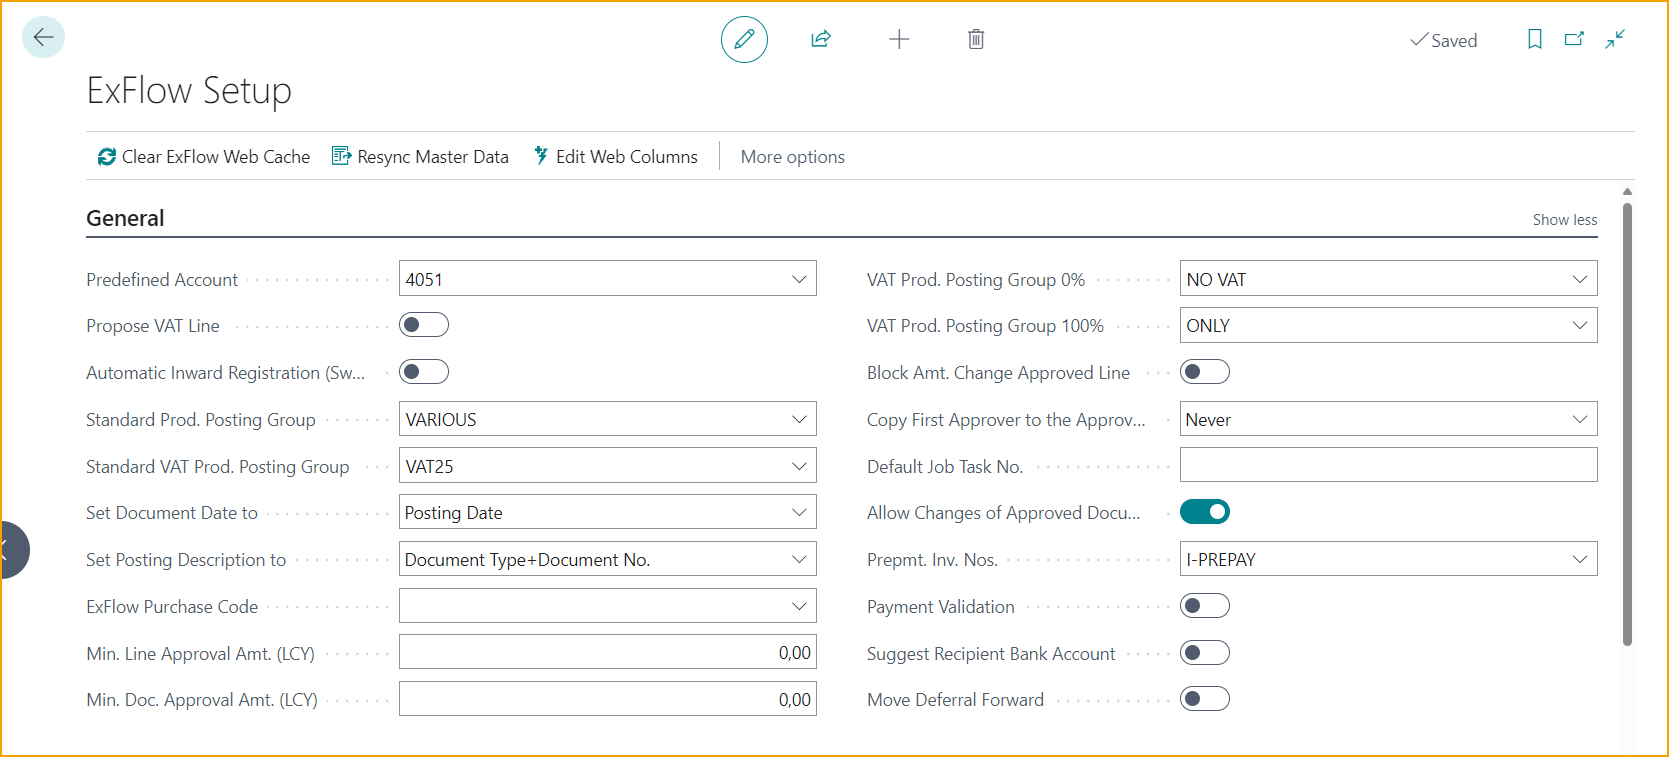 Saved
ExFlow Setup
Clear ExFlow Web Cache
Resync Master Data
Edit Web Columns
More options
General
Show less
Predefined Account
4051
Propose VAT Line
Automatic Inward Registration (Sw...
Standard Prod. Posting Group
VARIOUS
Standard VAT Prod. Posting Group
VAT25
Set Document Date to
Posting Date
Set Posting Description to
Document Type+Document No.
ExFlow Purchase Code
Min. Line Approval Amt. (LCY)
0,00
Min. Doc. Approval Amt. (LCY)
0,00
VAT Prod. Posting Group 0%
NO VAT
VAT Prod. Posting Group 100%
ONLY
Block Amt. Change Approved Line
Copy First Approver to the Approv...
Never
Default Job Task No.
Allow Changes of Approved Docu...
Prepmt. Inv. Nos.
I-PREPAY
Payment Validation
Suggest Recipient Bank Account
Move Deferral Forward